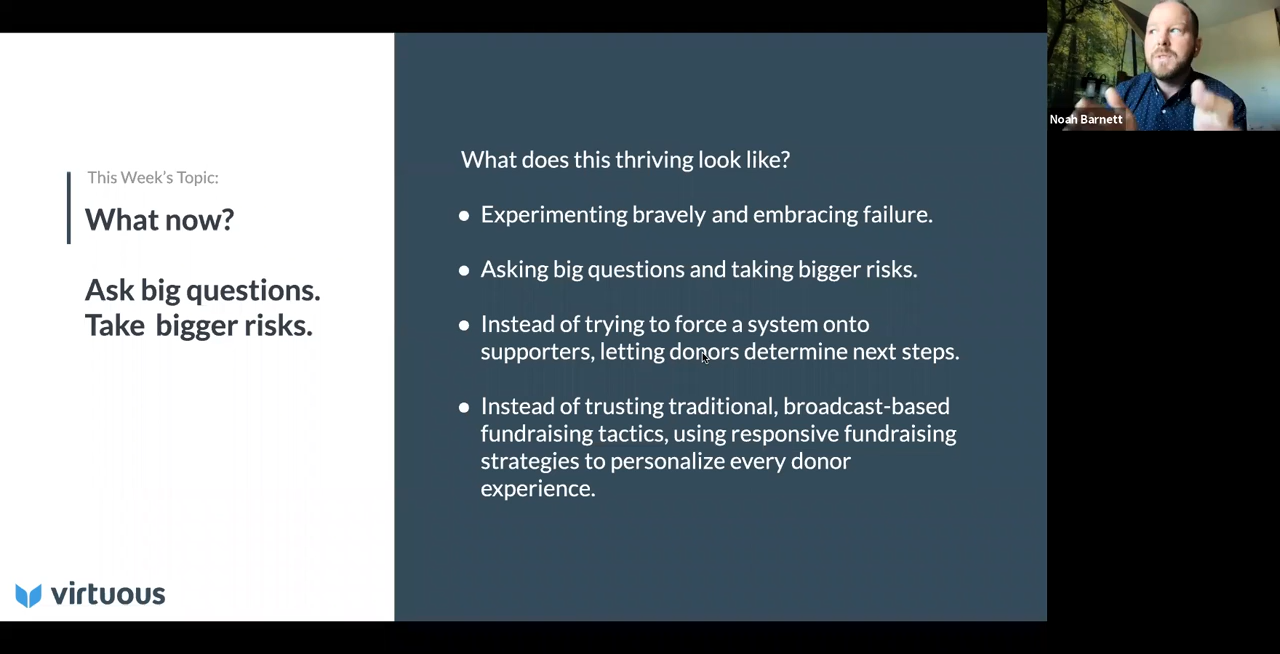 This Week's Topic:
What now?
Ask big questions.
Take bigger risks.
virtuous
What does this thriving look like?
● Experimenting bravely and embracing failure.
● Asking big questions and taking bigger risks.
● Instead of trying to force a system onto
supporters, letting donors determine next steps.
● Instead of trusting traditional, broadcast-based
fundraising tactics, using responsive fundraising
strategies to personalize every donor
experience.
Noah Barnett